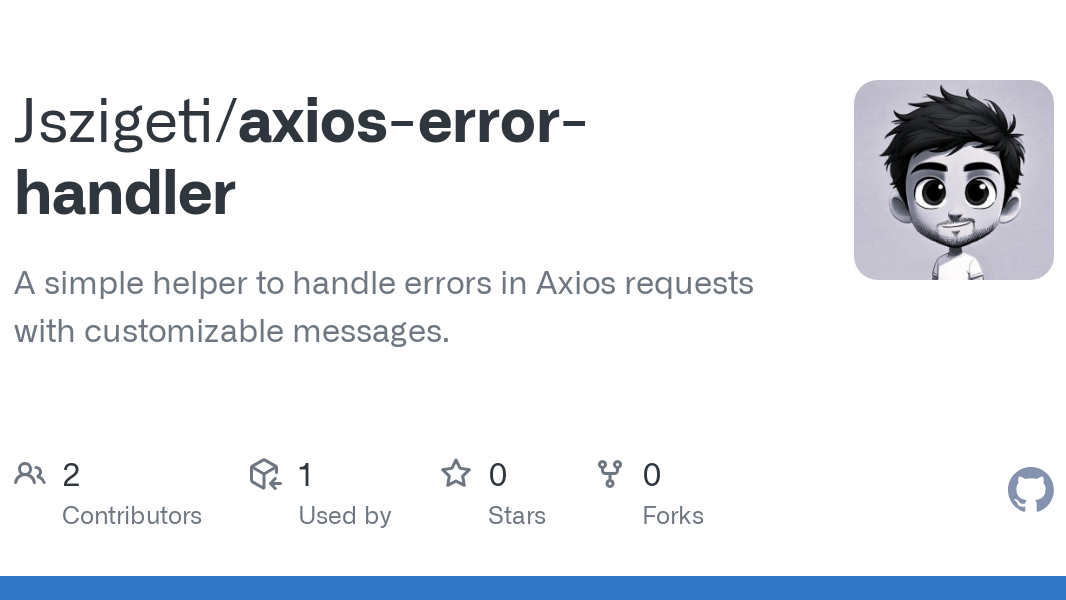 Jszigeti/axios-error-
handler
A simple helper to handle errors in Axios requests
with customizable messages.
2 1 0 0
Contributors Used by Stars Forks